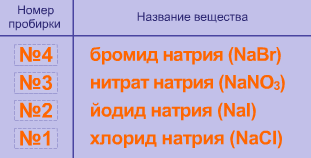 Номер пробирки
Название вещества
№4 бромид натрия (NaBr)
№3 нитрат натрия (NaNO₃)
№2 йодид натрия (NaI)
№1 хлорид натрия (NaCl)